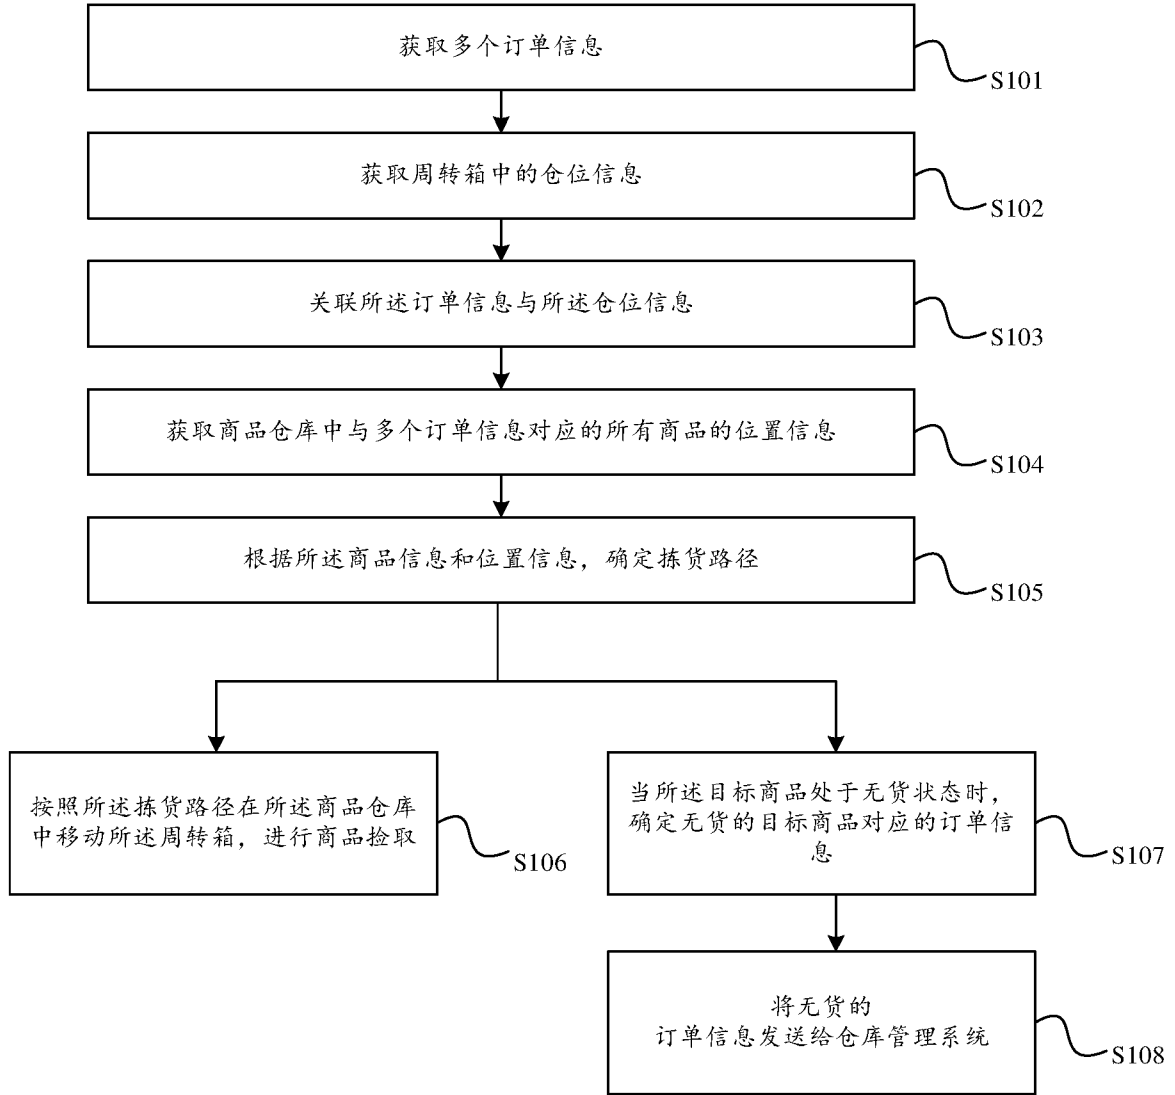 获取多个订单信息
S101
获取周转箱中的仓位信息
S102
关联所述订单信息与所述仓位信息
S103
获取商品仓库中与多个订单信息对应的所有商品的位置信息
S104
根据所述商品信息和位置信息，确定拣货路径
S105
按照所述拣货路径在所述商品仓库
中移动所述周转箱，进行商品捡取
S106
当所述目标商品处于无货状态时，
确定无货的目标商品对应的订单信
息
S107
将无货的
订单信息发送给仓库管理系统
S108